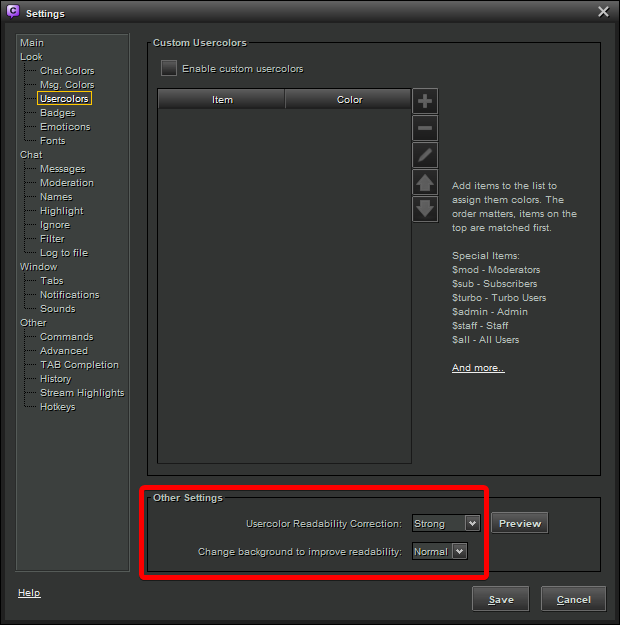 Settings
Main
Look
Chat Colors
Msg. Colors
Usercolors
Badges
Emoticons
Fonts
Chat
Messages
Moderation
Names
Highlight
Ignore
Filter
Log to file
Window
Tabs
Notifications
Sounds
Other
Commands
Advanced
TAB Completion
History
Stream Highlights
Hotkeys
Custom Usercolors
Enable custom usercolors
Item Color
Add items to the list to
assign them colors. The
order matters, items on the
top are matched first.
Special Items:
$mod - Moderators
$sub - Subscribers
$turbo - Turbo Users
$admin - Admin
$staff - Staff
$all - All Users
And more..
Other Settings
Usercolor Readability Correction: Strong Preview
Change background to improve readability: Normal
Help Save Cancel